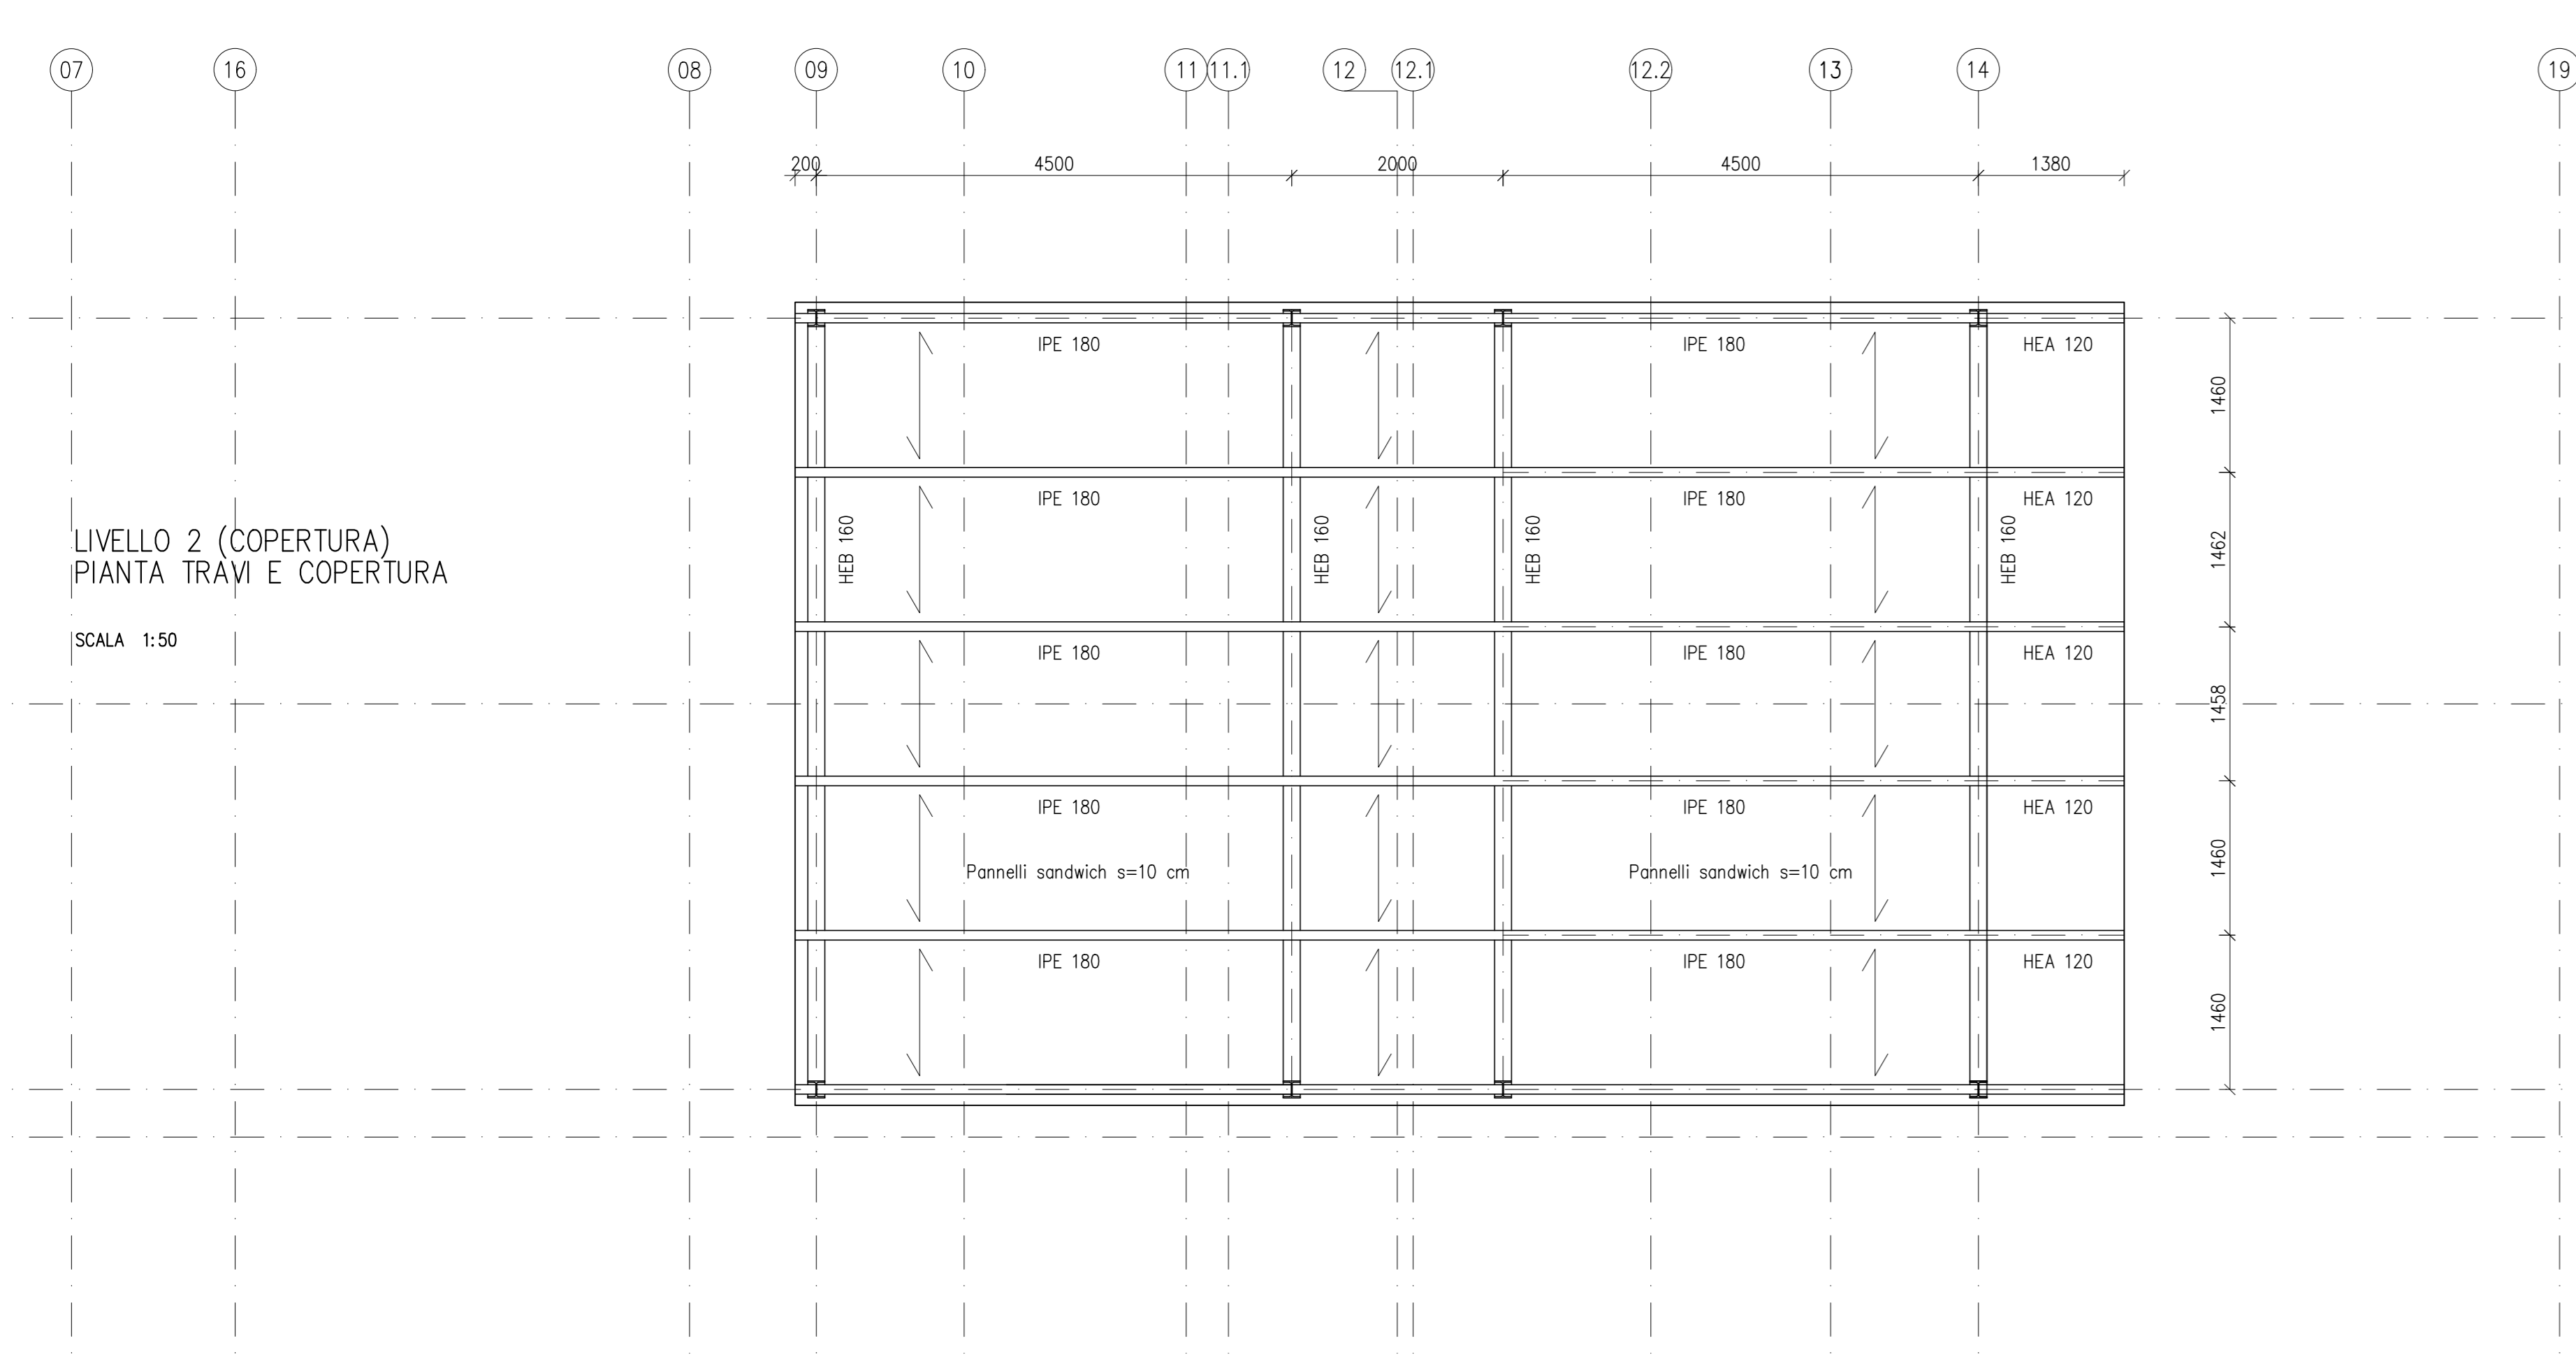 07 16 08 09 10 11 11.1 12 12.1 12.2 13 14 19
200 4500 2000 4500 1380
IPE 180 IPE 180 HEA 120
1460
IPE 180 IPE 180 HEA 120
HEB 160 HEB 160 HEB 160 HEB 160
1462
LIVELLO 2 (COPERTURA)
PIANTA TRAVI E COPERTURA
SCALA 1:50
IPE 180 IPE 180 HEA 120
1458
IPE 180 IPE 180 HEA 120
Pannelli sandwich s=10 cm Pannelli sandwich s=10 cm
1460
IPE 180 IPE 180 HEA 120
1460